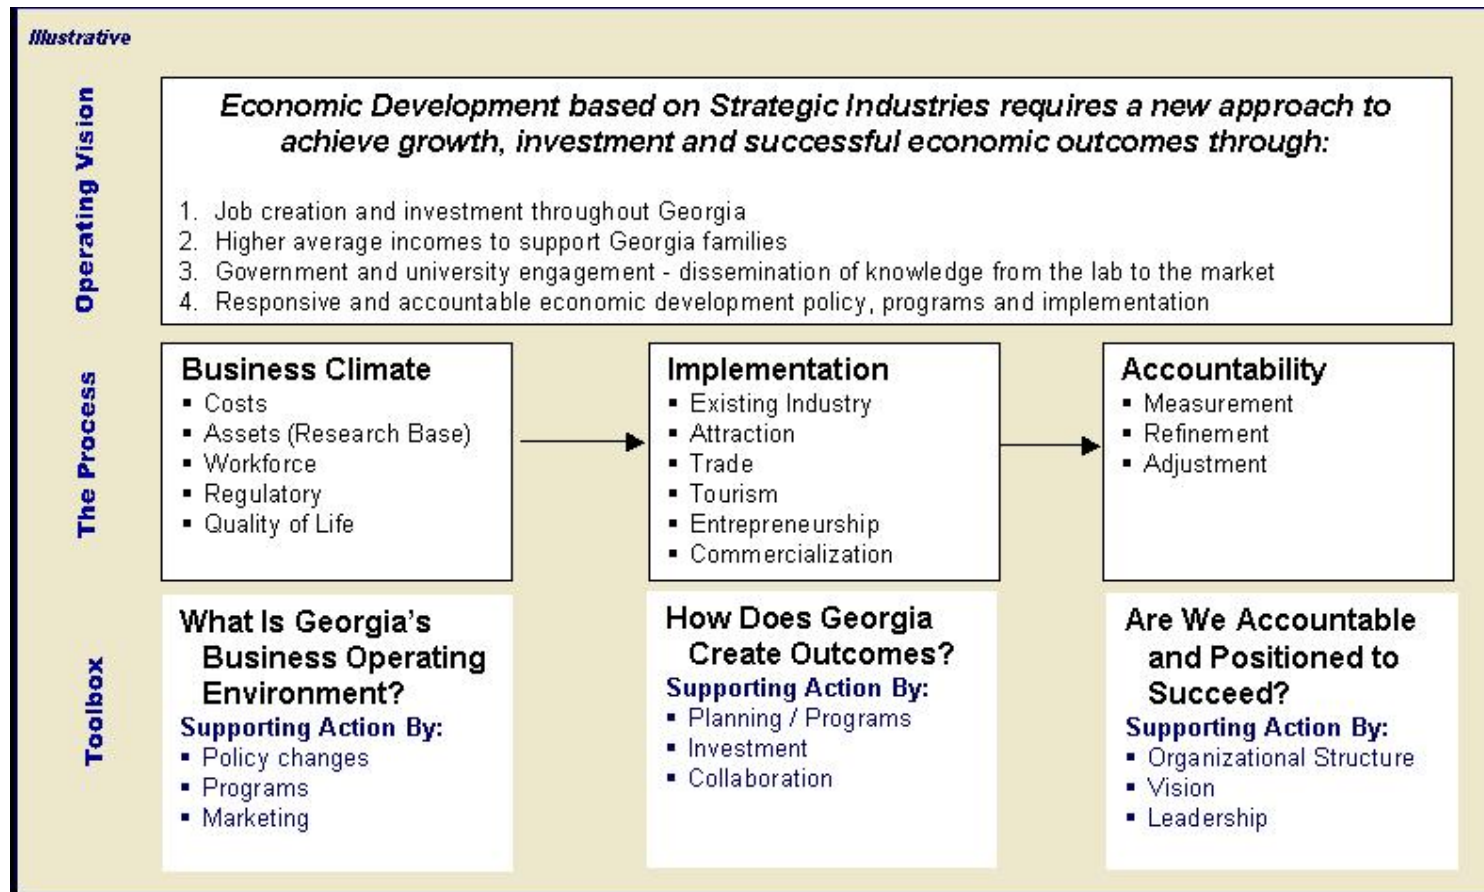 Illustrative
Operating Vision
Economic Development based on Strategic Industries requires a new approach to
achieve growth, investment and successful economic outcomes through:
1. Job creation and investment throughout Georgia
2. Higher average incomes to support Georgia families
3. Government and university engagement - dissemination of knowledge from the lab to the market
4. Responsive and accountable economic development policy, programs and implementation
The Process
Business Climate
▪ Costs
▪ Assets (Research Base)
▪ Workforce
▪ Regulatory
▪ Quality of Life
Implementation
▪ Existing Industry
▪ Attraction
▪ Trade
▪ Tourism
▪ Entrepreneurship
▪ Commercialization
Accountability
▪ Measurement
▪ Refinement
▪ Adjustment
Toolbox
What Is Georgia's
Business Operating
Environment?
Supporting Action By:
▪ Policy changes
▪ Programs
▪ Marketing
How Does Georgia
Create Outcomes?
Supporting Action By:
▪ Planning / Programs
▪ Investment
▪ Collaboration
Are We Accountable
and Positioned to
Succeed?
Supporting Action By:
▪ Organizational Structure
▪ Vision
▪ Leadership